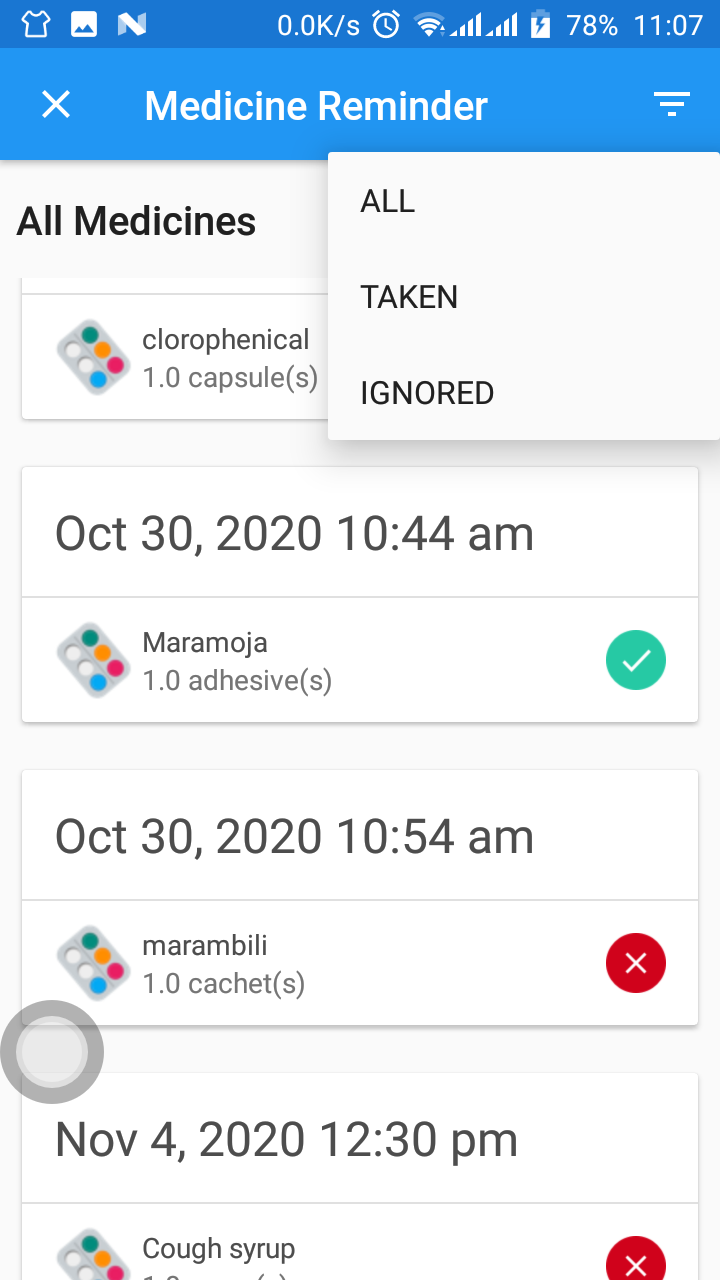 0.0K/s 78% 11:07
Medicine Reminder
ALL
All Medicines
TAKEN
clorophenical
1.0 capsule(s)
IGNORED
Oct 30, 2020 10:44 am
Maramoja
1.0 adhesive(s)
Oct 30, 2020 10:54 am
marambili
1.0 cachet(s)
Nov 4, 2020 12:30 pm
Cough syrup